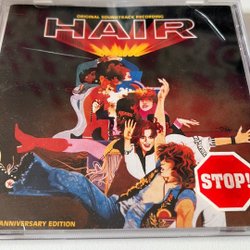 ORIGINAL SOUNDTRACK RECORDING
HAIR
STOP!
ANNIVERSARY EDITION